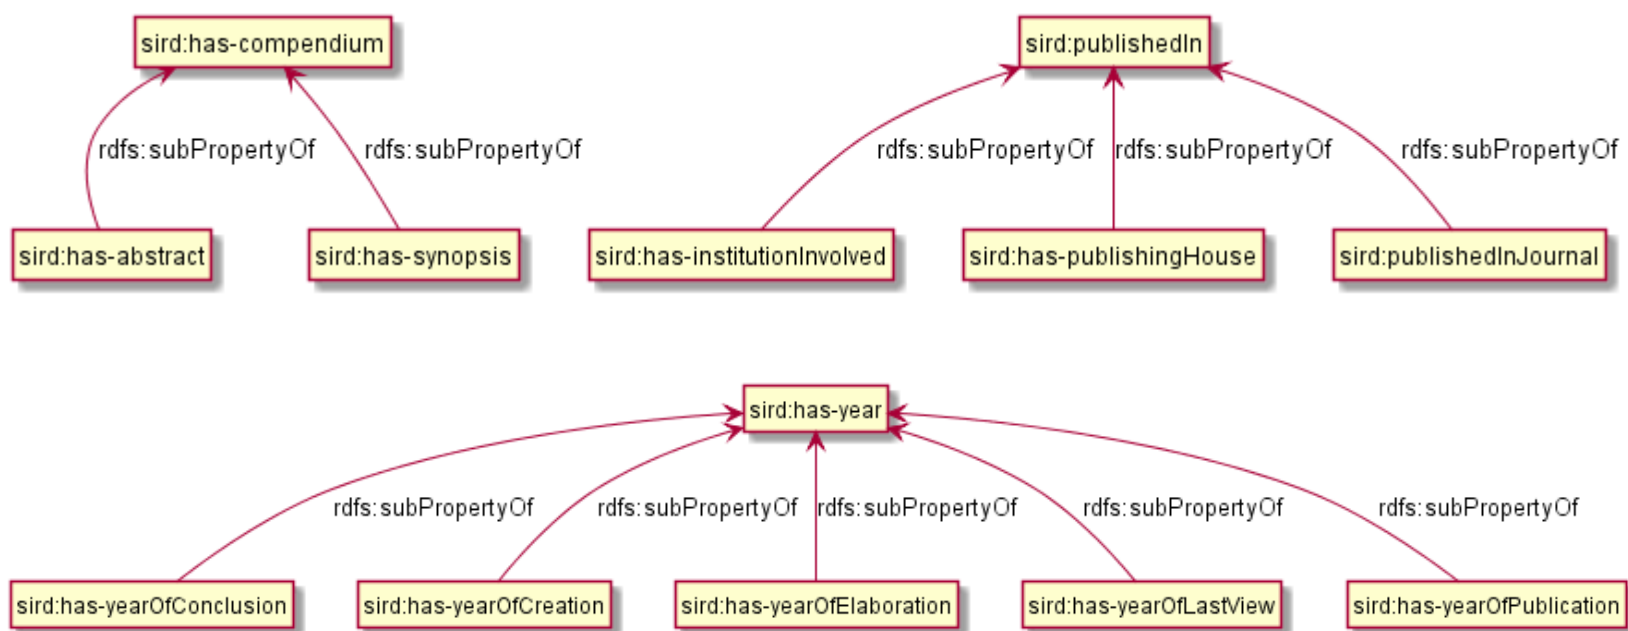 sird:has-compendium
sird:publishedIn
rdfs:subPropertyOf
rdfs:subPropertyOf
rdfs:subPropertyOf
rdfs:subPropertyOf
rdfs:subPropertyOf
sird:has-abstract
sird:has-synopsis
sird:has-institutionInvolved
sird:has-publishingHouse
sird:publishedInJournal
sird:has-year
rdfs:subPropertyOf
rdfs:subPropertyOf
rdfs:subPropertyOf
rdfs:subPropertyOf
rdfs:subPropertyOf
sird:has-yearOfConclusion
sird:has-yearOfCreation
sird:has-yearOfElaboration
sird:has-yearOfLastView
sird:has-yearOfPublication